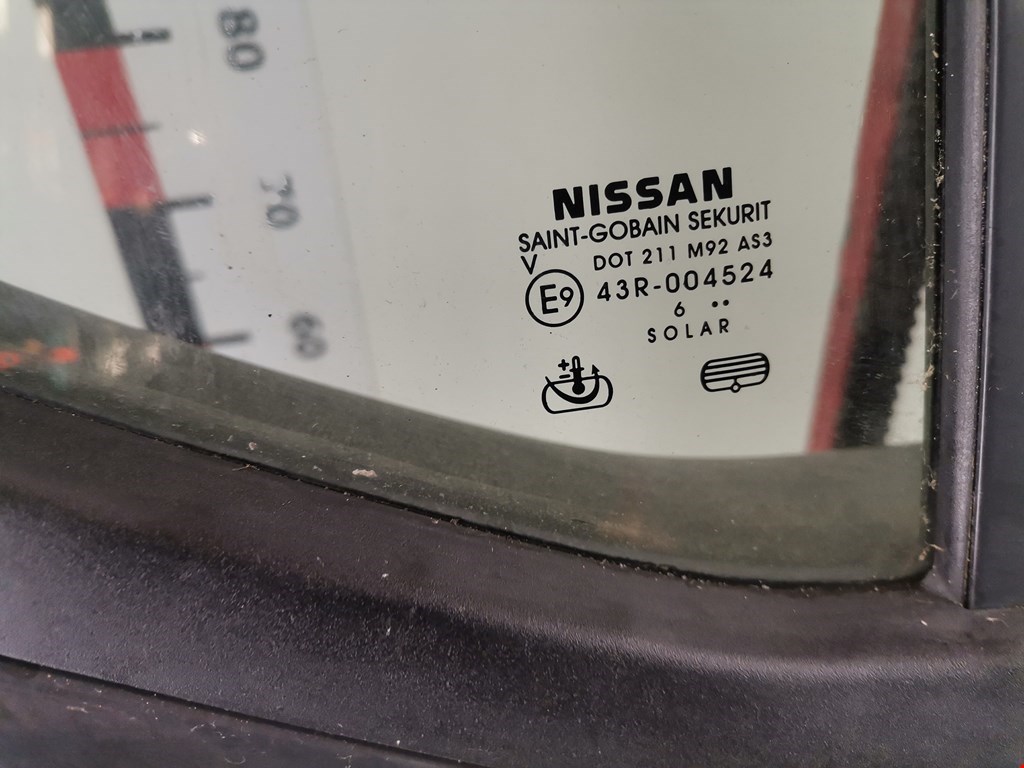 80
70
60
NISSAN
SAINT-GOBAIN SEKURIT
V DOT 211 M92 AS3
E9 43R-004524
6 ••
SOLAR